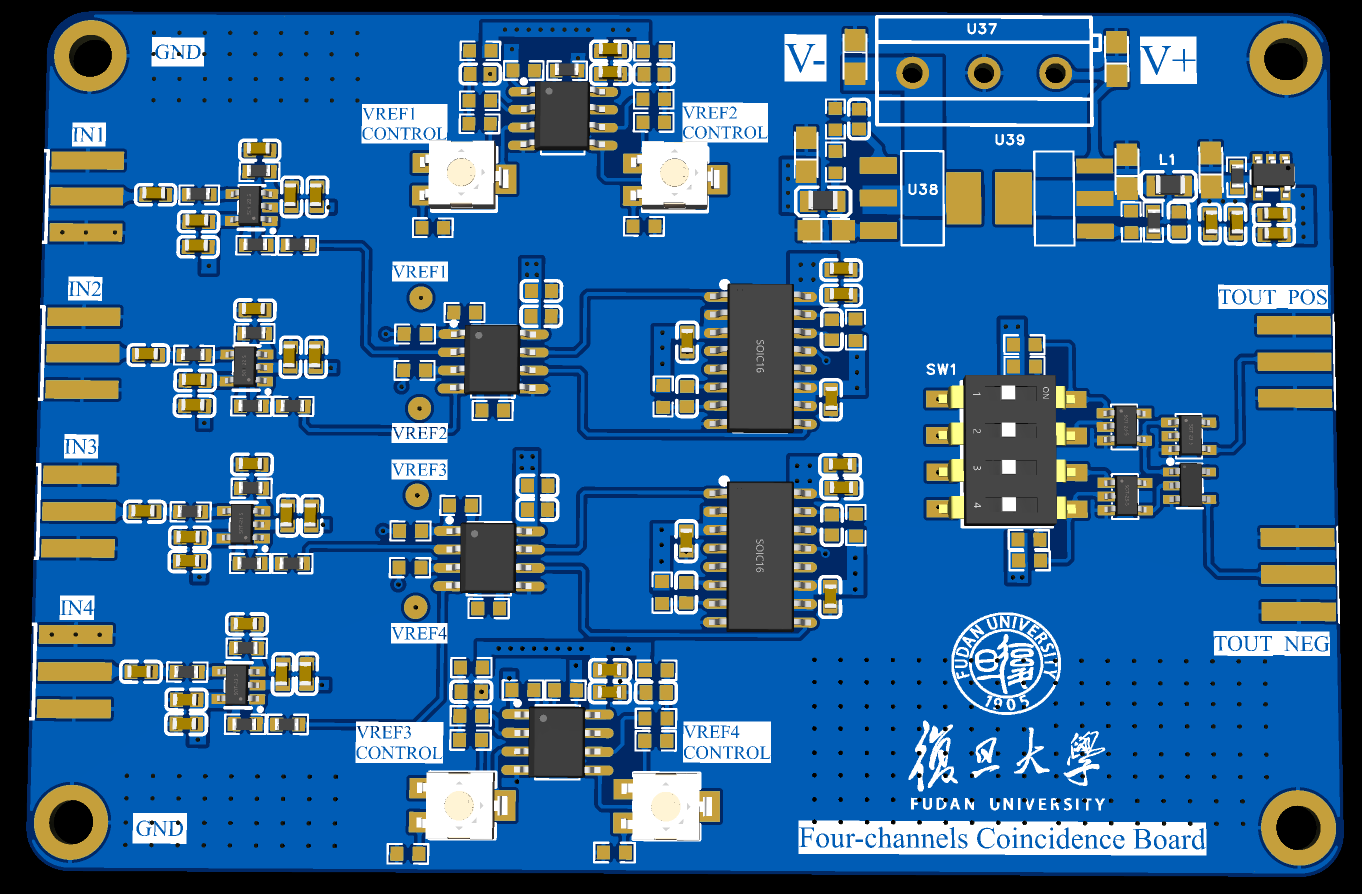 GND
V-
U37
V+
VREF1
CONTROL
VREF2
CONTROL
IN1
U39
L1
U38
IN2
VREF1
TOUT_POS
SOIC16
SW1
ON
1
2
3
4
VREF2
IN3
VREF3
SOIC16
IN4
VREF4
TOUT_NEG
FUDAN UNIVERSITY
1905
VREF3
CONTROL
VREF4
CONTROL
復旦大學
FUDAN UNIVERSITY
GND
Four-channels Coincidence Board